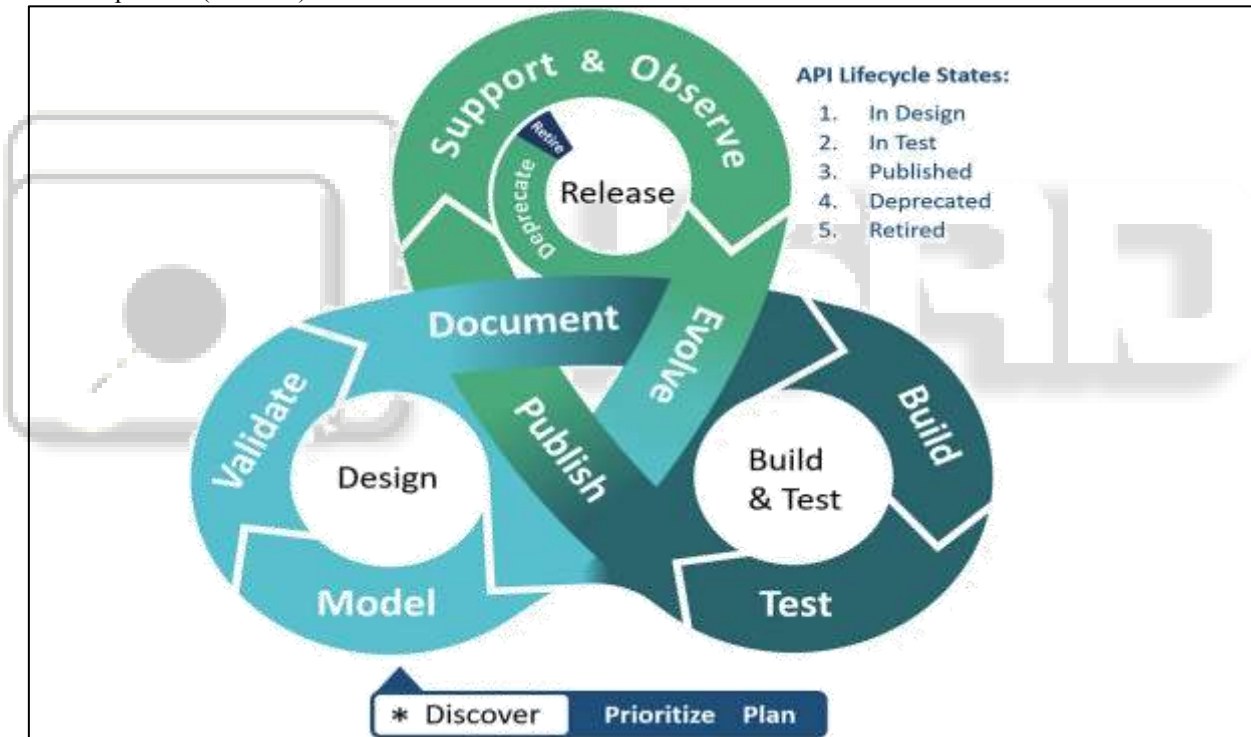 Support & Observe
Retire
Deprecate
Release
API Lifecycle States:
1. In Design
2. In Test
3. Published
4. Deprecated
5. Retired
Document
Evolve
Validate
Publish
Build
Design
Build
& Test
Model
Test
* Discover Prioritize Plan